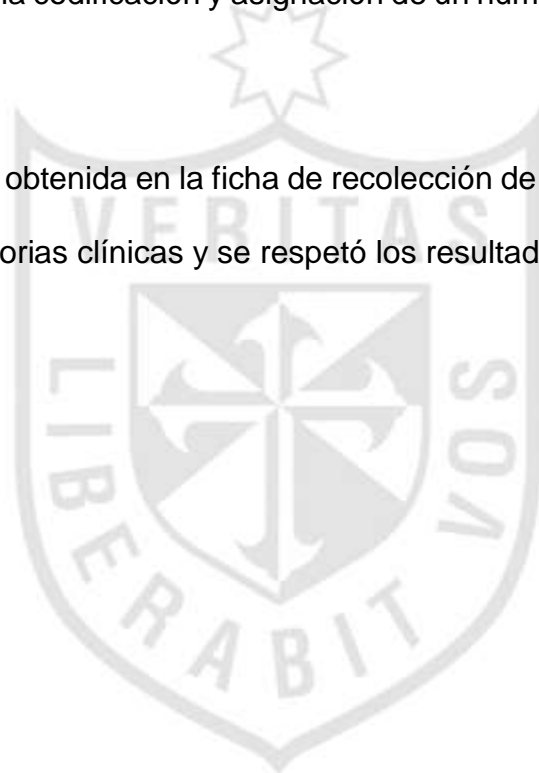 la codificación y asignación de un núm
obtenida en la ficha de recolección de
orias clínicas y se respetó los resultad
VERITAS
LIBERABIT VOS